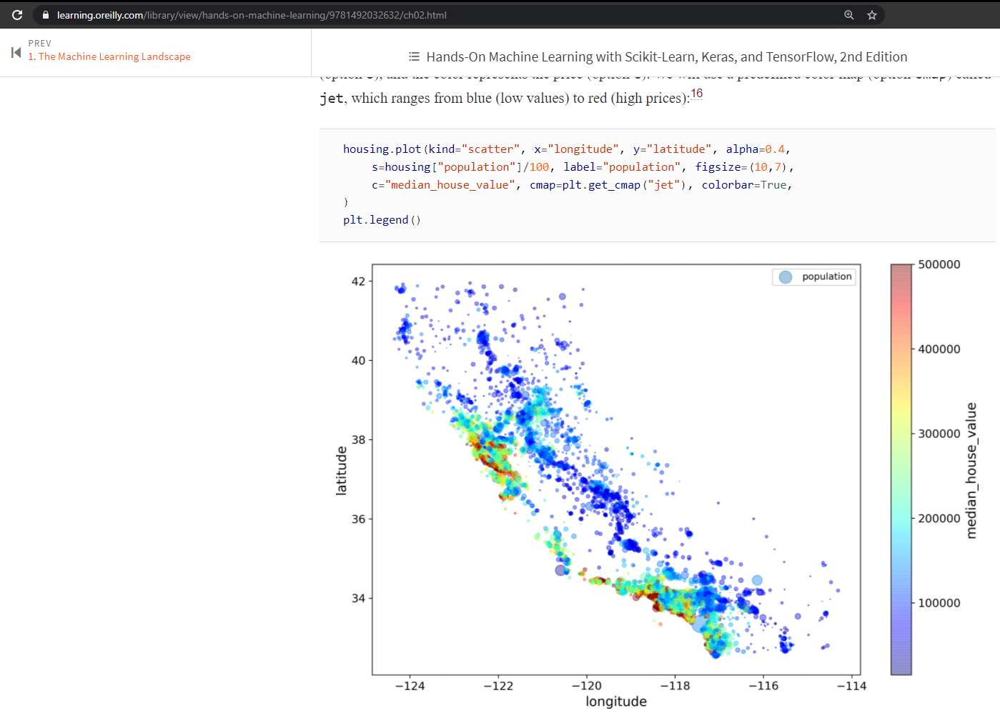 learning.oreilly.com/library/view/hands-on-machine-learning/9781492032632/ch02.html
PREV
1. The Machine Learning Landscape
Hands-On Machine Learning with Scikit-Learn, Keras, and TensorFlow, 2nd Edition
jet, which ranges from blue (low values) to red (high prices):16
housing.plot(kind="scatter", x="longitude", y="latitude", alpha=0.4,
    s=housing["population"]/100, label="population", figsize=(10,7),
    c="median_house_value", cmap=plt.get_cmap("jet"), colorbar=True,
)
plt.legend()
population
42
40
38
36
34
latitude
−124
−122
−120
−118
−116
−114
longitude
500000
400000
300000
200000
100000
median_house_value